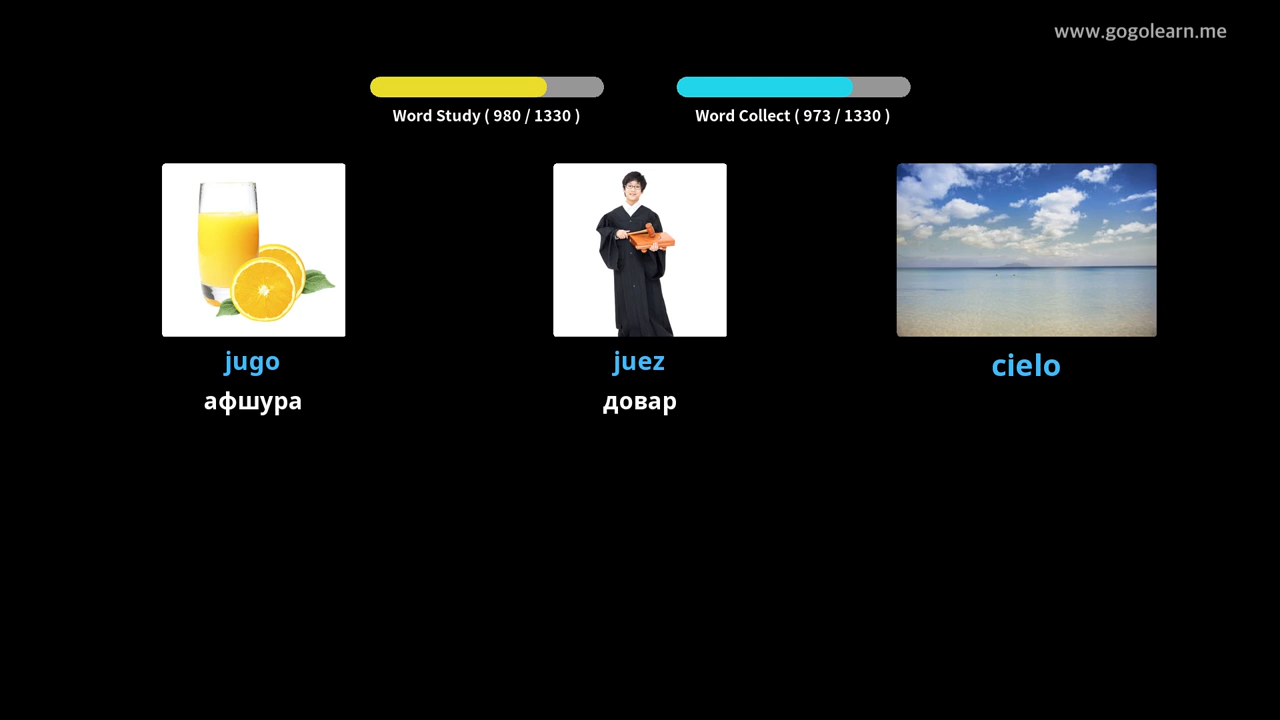 www.gogolearn.me
Word Study ( 980 / 1330 )
Word Collect ( 973 / 1330 )
jugo
афшура
juez
довар
cielo